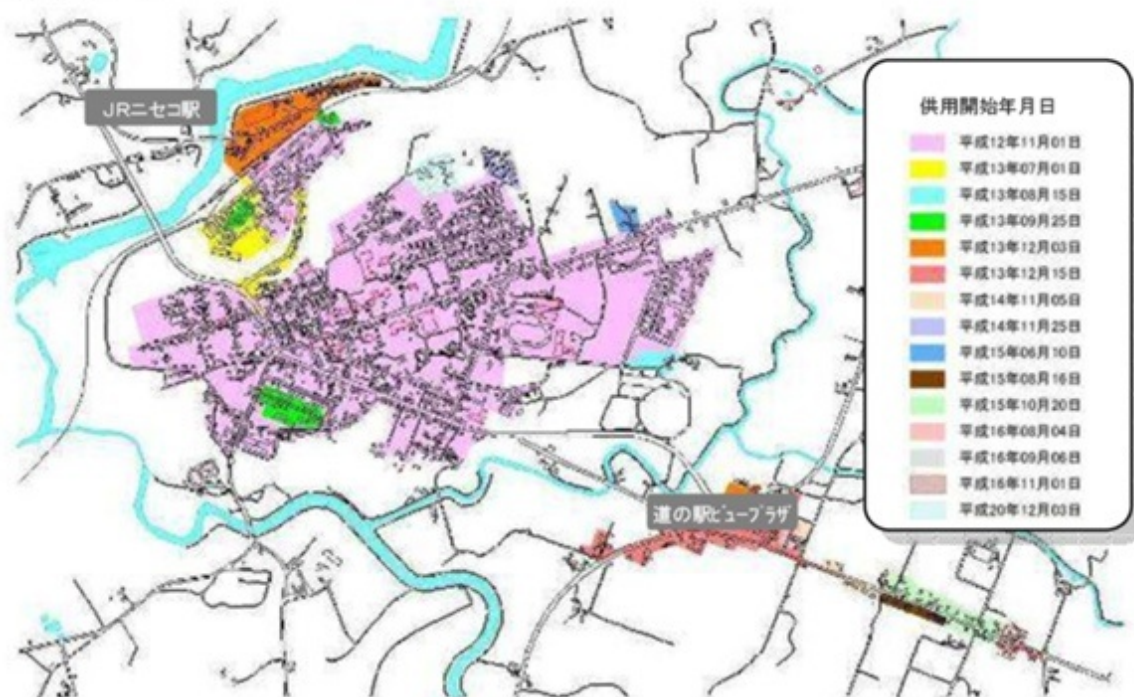 JRニセコ駅
供用開始年月日
平成12年11月01日
平成13年07月01日
平成13年08月15日
平成13年09月25日
平成13年12月03日
平成13年12月15日
平成14年11月05日
平成14年11月25日
平成15年06月10日
平成15年08月16日
平成15年10月20日
平成16年08月04日
平成16年09月06日
平成16年11月01日
平成20年12月03日
道の駅ビュープラザ